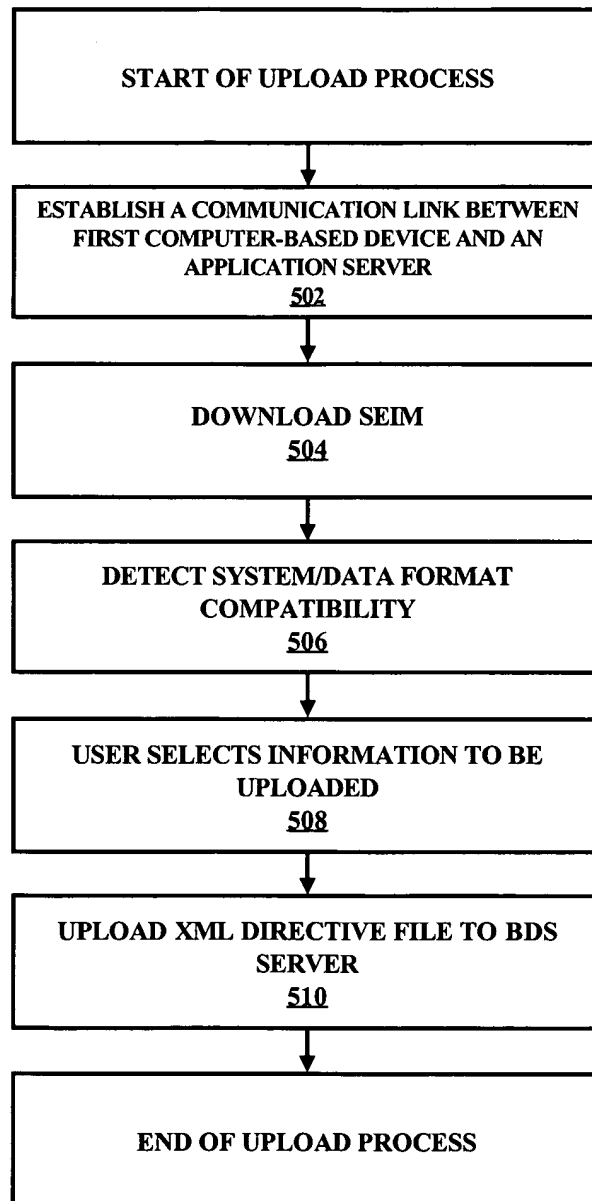 START OF UPLOAD PROCESS
ESTABLISH A COMMUNICATION LINK BETWEEN
FIRST COMPUTER-BASED DEVICE AND AN
APPLICATION SERVER
502
DOWNLOAD SEIM
504
DETECT SYSTEM/DATA FORMAT
COMPATIBILITY
506
USER SELECTS INFORMATION TO BE
UPLOADED
508
UPLOAD XML DIRECTIVE FILE TO BDS
SERVER
510
END OF UPLOAD PROCESS